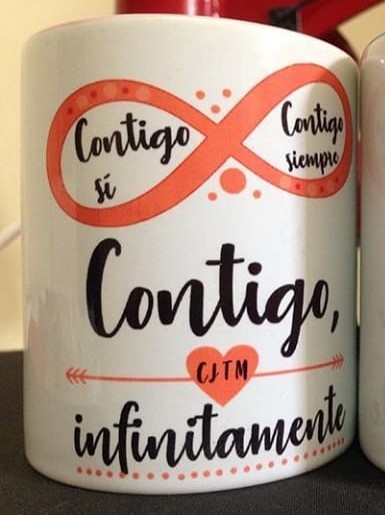 Contigo sí
Contigo siempre
Contigo,
CJTM
infinitamente